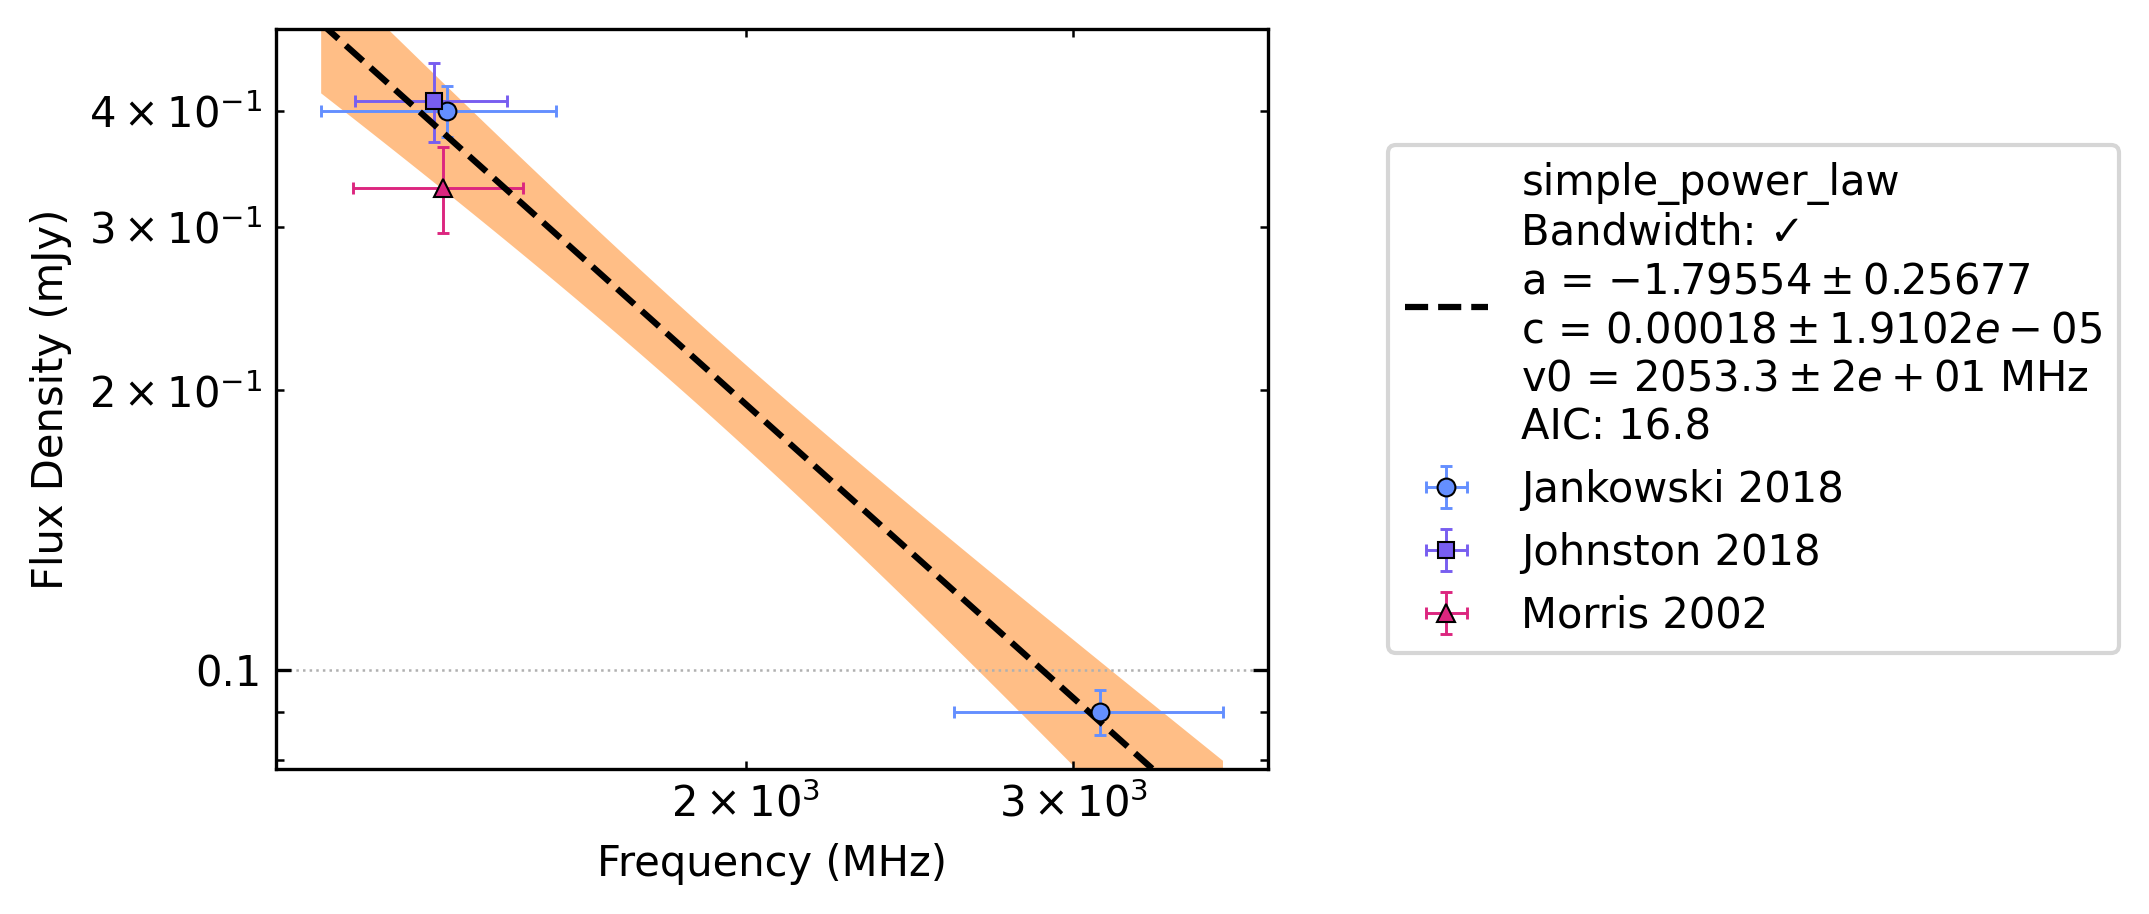 Flux Density (mJy)
4 × 10⁻¹
3 × 10⁻¹
2 × 10⁻¹
0.1
2 × 10³
3 × 10³
Frequency (MHz)
simple_power_law
Bandwidth: ✓
a = −1.79554 ± 0.25677
c = 0.00018 ± 1.9102e − 05
v0 = 2053.3 ± 2e + 01 MHz
AIC: 16.8
Jankowski 2018
Johnston 2018
Morris 2002